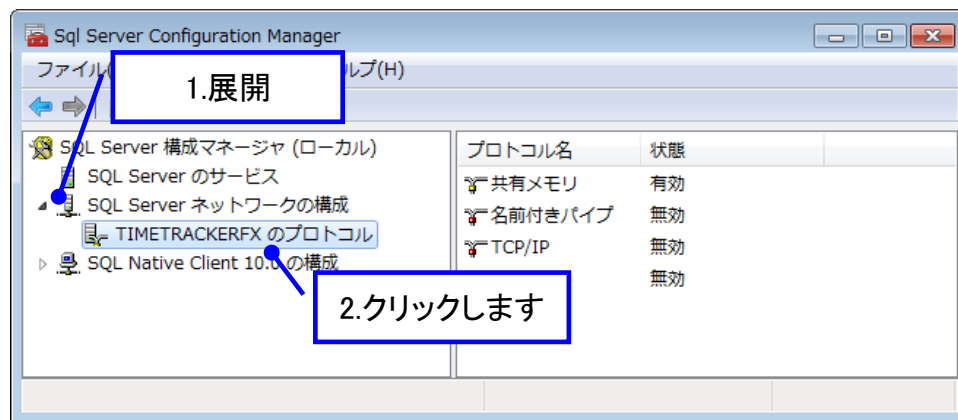 Sql Server Configuration Manager
ファイル( ルプ(H)
1.展開
SQL Server 構成マネージャ (ローカル)
SQL Server のサービス
SQL Server ネットワークの構成
TIMETRACKERFX のプロトコル
SQL Native Client 10.0 の構成
プロトコル名 状態
共有メモリ 有効
名前付きパイプ 無効
TCP/IP 無効
無効
2.クリックします